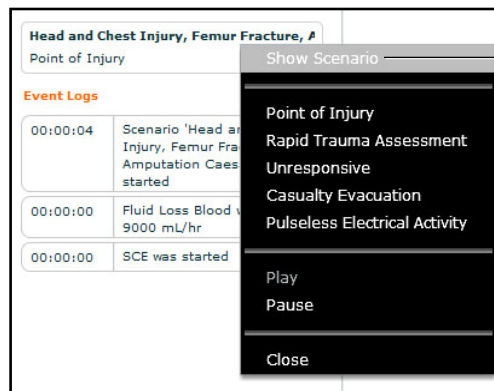 Head and Chest Injury, Femur Fracture, A
Point of Injury
Event Logs
00:00:04
Scenario 'Head a
Injury, Femur Fra
Amputation Caes
started
00:00:00
Fluid Loss Blood
9000 mL/hr
00:00:00
SCE was started
Show Scenario
Point of Injury
Rapid Trauma Assessment
Unresponsive
Casualty Evacuation
Pulseless Electrical Activity
Play
Pause
Close